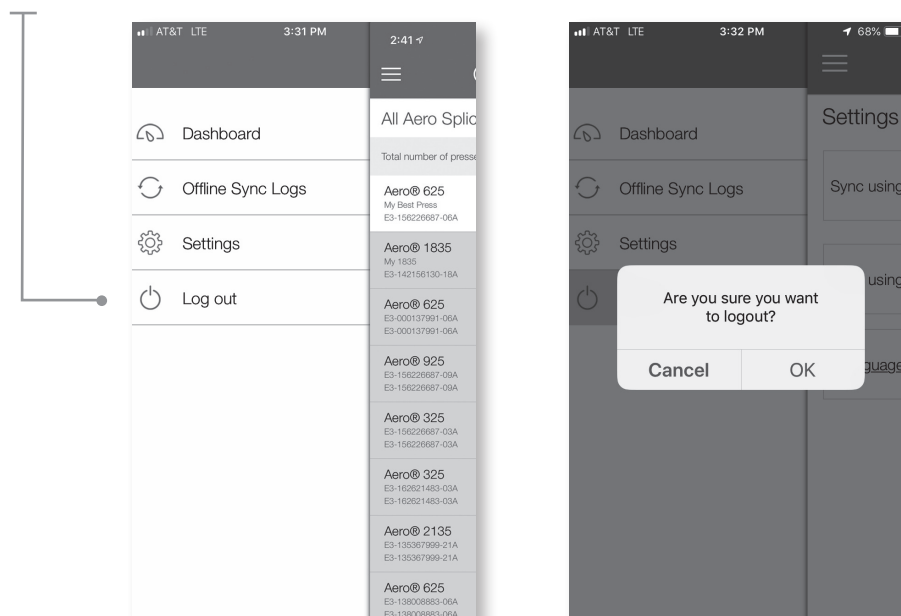 AT&T LTE 3:31 PM
Dashboard
Offline Sync Logs
Settings
Log out
2:41
All Aero Splic
Total number of presse
Aero® 625
My Best Press
E3-156226687-06A
Aero® 1835
My 1835
E3-142156130-18A
Aero® 625
E3-000137991-06A
E3-000137991-06A
Aero® 925
E3-156226687-09A
E3-156226687-09A
Aero® 325
E3-156226687-03A
E3-156226687-03A
Aero® 325
E3-162621483-03A
E3-162621483-03A
Aero® 2135
E3-135367999-21A
E3-135367999-21A
Aero® 625
E3-138008883-06A
E3-138008883-06A
AT&T LTE 3:32 PM 68%
Dashboard
Offline Sync Logs
Settings
Settings
Sync using
using
guage
Are you sure you want
to logout?
Cancel OK